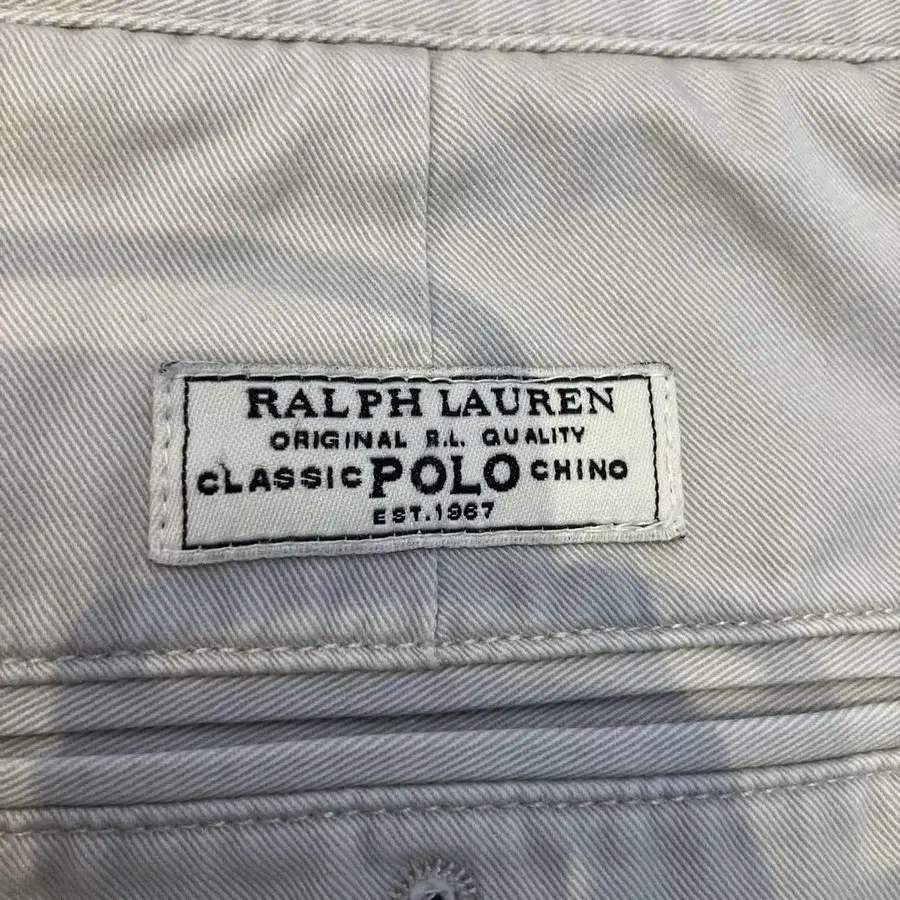 RALPH LAUREN
ORIGINAL R.L. QUALITY
CLASSIC POLO CHINO
EST.1967